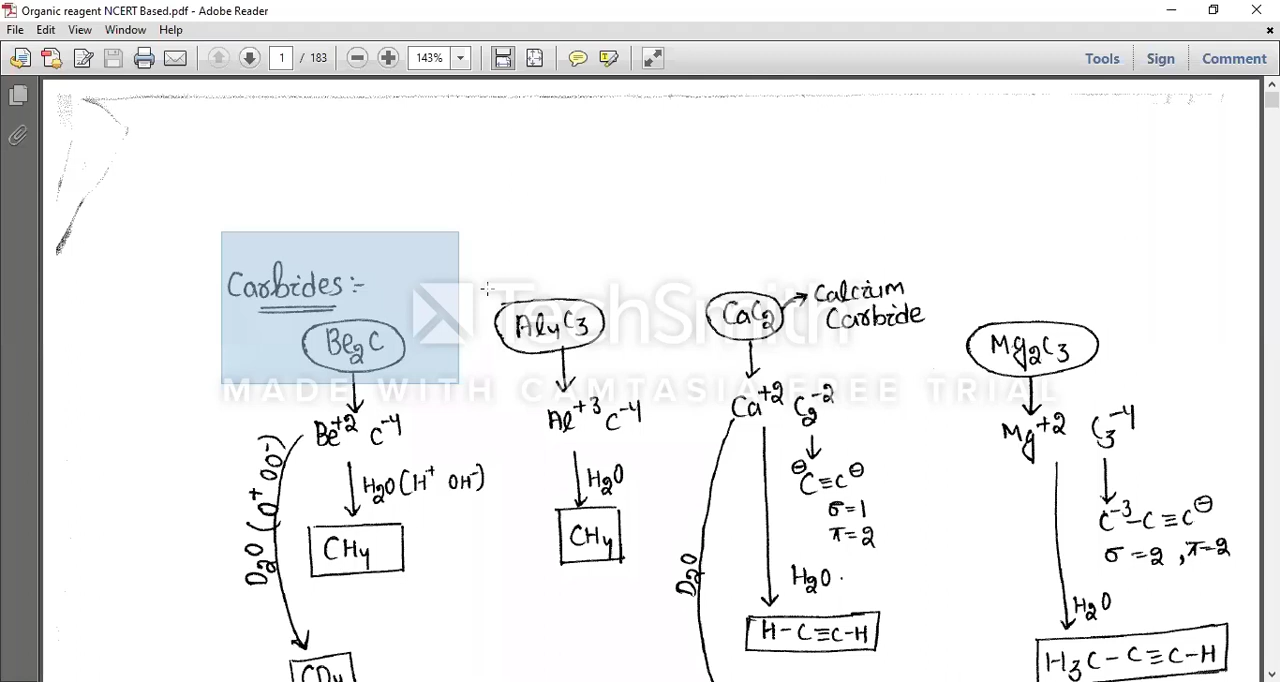 Organic reagent NCERT Based.pdf - Adobe Reader
File Edit View Window Help
1 / 183 143% Tools Sign Comment
Carbides :-
Be2C
Be+2 C-4
H2O (H+ OH-)
CH4
D2O (D+ OD-)
CD4
Al4C3
Al+3 C-4
H2O
CH4
CaC2 → Calcium
Carbide
Ca+2 C2-2
⊖C≡C⊖
σ=1
π=2
H2O
D2O
H-C≡C-H
Mg2C3
Mg+2 C3-4
C-3-C≡C⊖
σ=2, π=2
H2O
H3C-C≡C-H
TechSmith
MADE WITH CAMTASIA FREE TRIAL